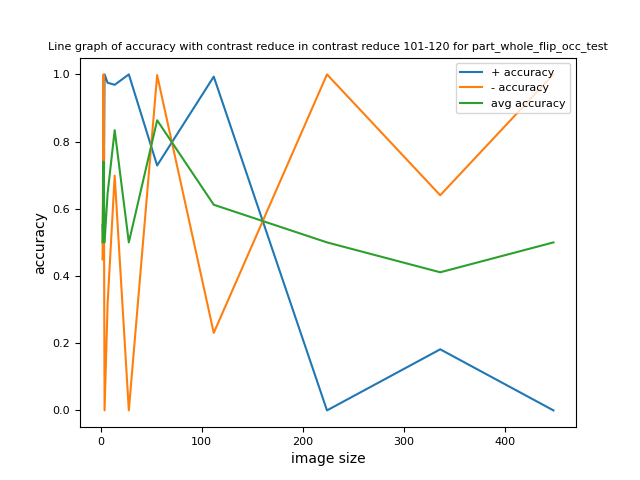 Line graph of accuracy with contrast reduce in contrast reduce 101-120 for part_whole_flip_occ_test
+ accuracy
- accuracy
avg accuracy
1.0
0.8
0.6
0.4
0.2
0.0
accuracy
0 100 200 300 400
image size